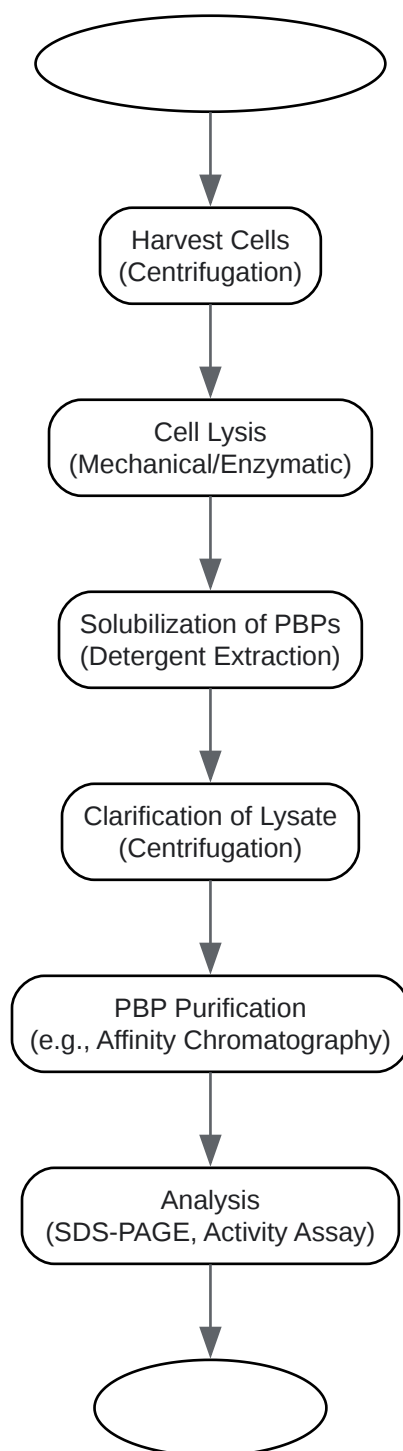 Harvest Cells
(Centrifugation)
Cell Lysis
(Mechanical/Enzymatic)
Solubilization of PBPs
(Detergent Extraction)
Clarification of Lysate
(Centrifugation)
PBP Purification
(e.g., Affinity Chromatography)
Analysis
(SDS-PAGE, Activity Assay)